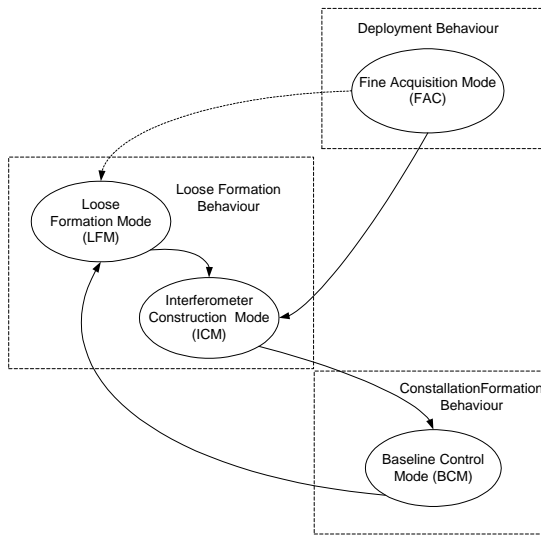 Deployment Behaviour
Fine Acquisition Mode
(FAC)
Loose Formation
Behaviour
Loose
Formation Mode
(LFM)
Interferometer
Construction Mode
(ICM)
ConstallationFormation
Behaviour
Baseline Control
Mode (BCM)